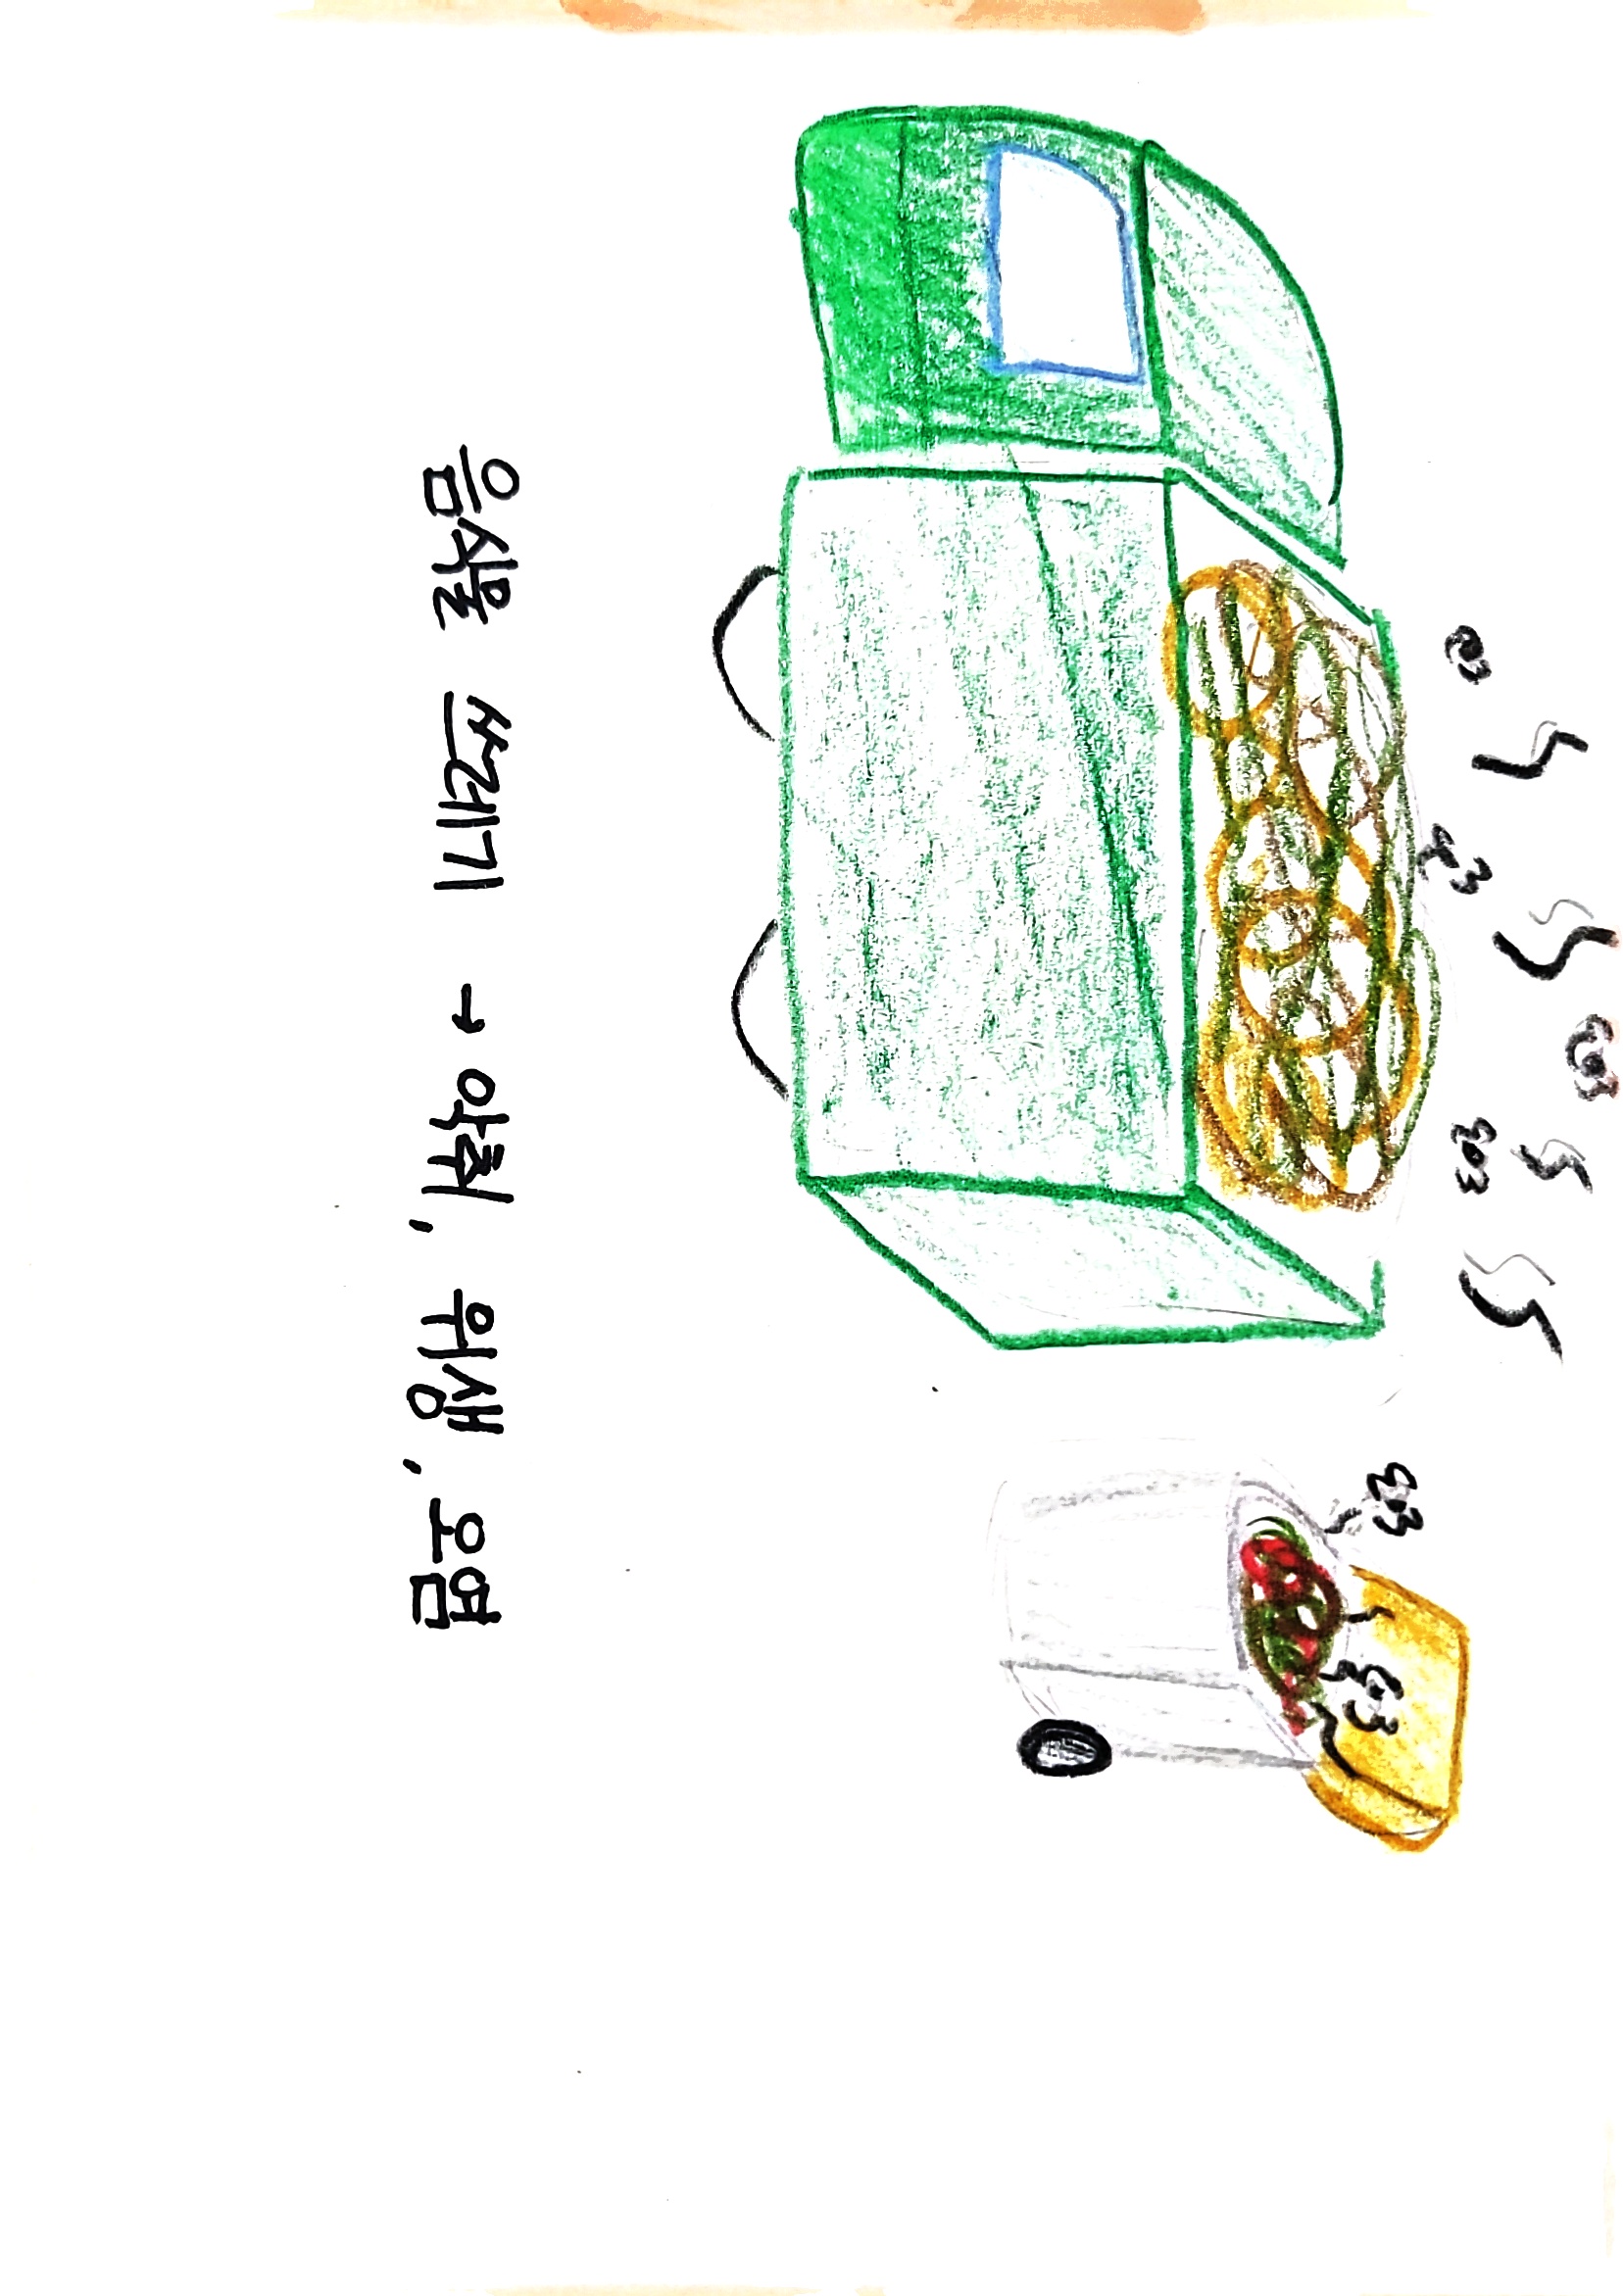 음식물 쓰레기 → 악취, 위생, 오염